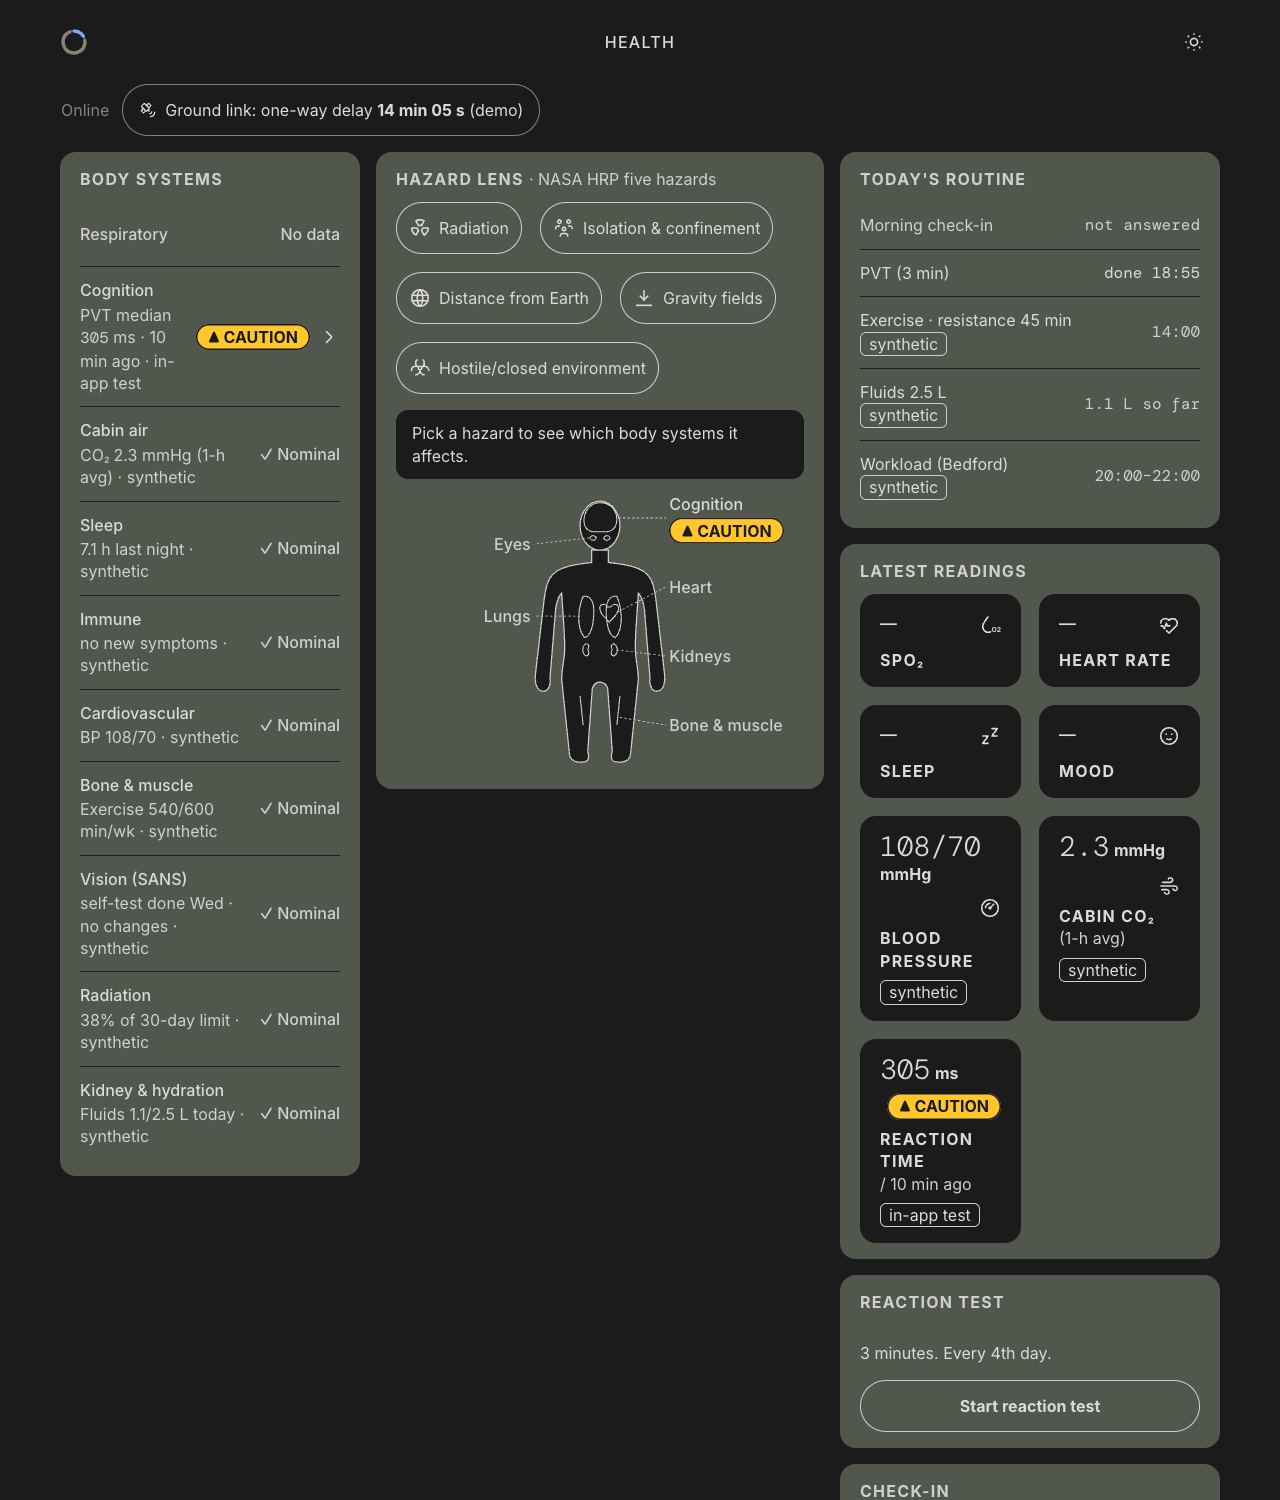 HEALTH
Online
Ground link: one-way delay 14 min 05 s (demo)
BODY SYSTEMS
Respiratory
No data
Cognition
PVT median
305 ms · 10
min ago · in-
app test
CAUTION
Cabin air
CO₂ 2.3 mmHg (1-h
avg) · synthetic
Nominal
Sleep
7.1 h last night ·
synthetic
Nominal
Immune
no new symptoms ·
synthetic
Nominal
Cardiovascular
BP 108/70 · synthetic
Nominal
Bone & muscle
Exercise 540/600
min/wk · synthetic
Nominal
Vision (SANS)
self-test done Wed ·
no changes ·
synthetic
Nominal
Radiation
38% of 30-day limit ·
synthetic
Nominal
Kidney & hydration
Fluids 1.1/2.5 L today ·
synthetic
Nominal
HAZARD LENS · NASA HRP five hazards
Radiation
Isolation & confinement
Distance from Earth
Gravity fields
Hostile/closed environment
Pick a hazard to see which body systems it
affects.
Cognition
CAUTION
Eyes
Heart
Lungs
Kidneys
Bone & muscle
TODAY'S ROUTINE
Morning check-in
not answered
PVT (3 min)
done 18:55
Exercise · resistance 45 min
synthetic
14:00
Fluids 2.5 L
synthetic
1.1 L so far
Workload (Bedford)
synthetic
20:00–22:00
LATEST READINGS
—
O2
SPO₂
—
HEART RATE
—
zZ
SLEEP
—
MOOD
108/70
mmHg
BLOOD
PRESSURE
synthetic
2.3 mmHg
CABIN CO₂
(1-h avg)
synthetic
305 ms
CAUTION
REACTION
TIME
/ 10 min ago
in-app test
REACTION TEST
3 minutes. Every 4th day.
Start reaction test
CHECK-IN